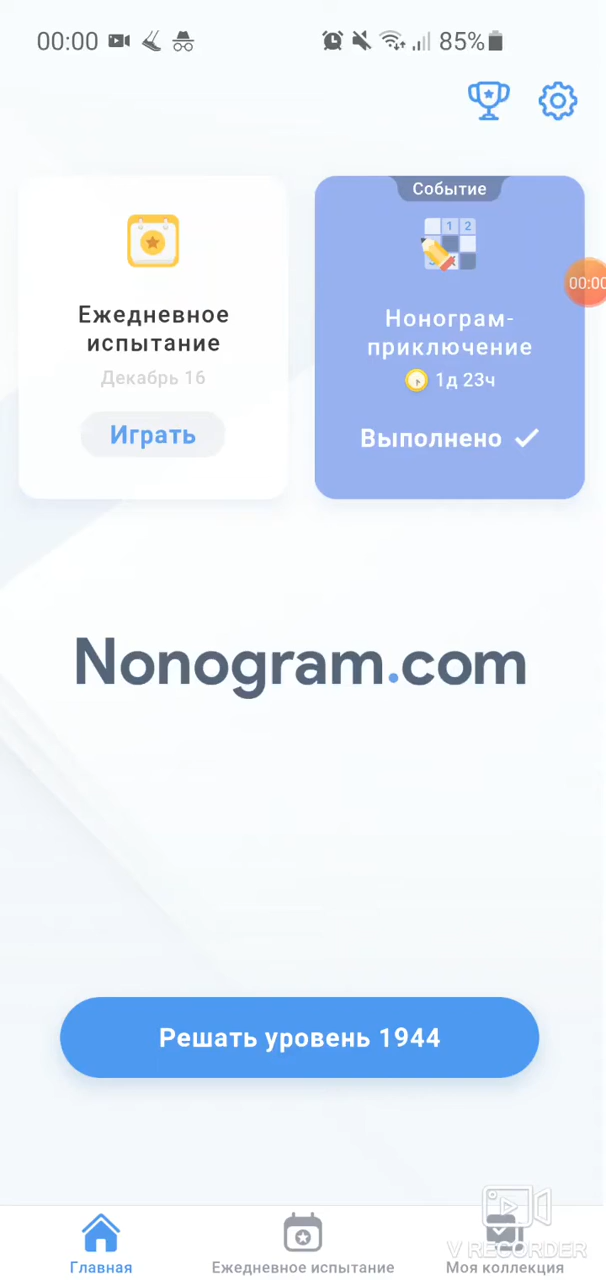 00:00
85%
Событие
Ежедневное
испытание
Декабрь 16
Играть
Нонограм-
приключение
1 2
1д 23ч
Выполнено
00:00
Nonogram.com
Решать уровень 1944
Главная
Ежедневное испытание
Моя коллекция
V RECORDER